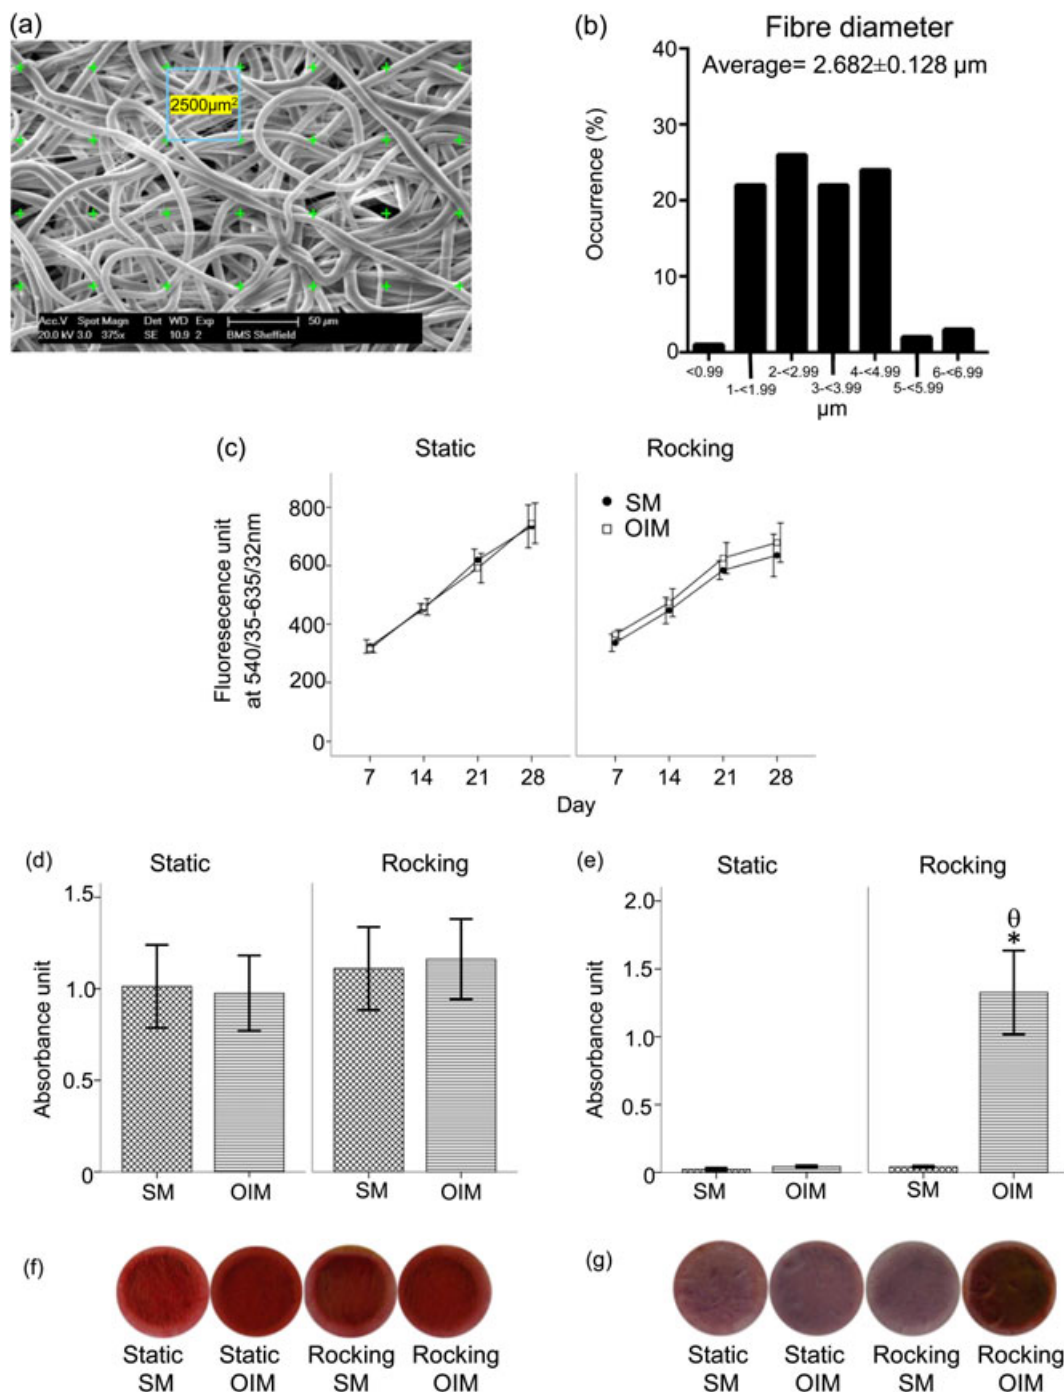 (a)
2500µm²
Acc.V Spot Magn Det WD Exp 50 µm
20.0 kV 3.0 375x SE 10.9 2 BMS Sheffield
(b) Fibre diameter
Average= 2.682±0.128 µm
Occurrence (%)
40
30
20
10
0
<0.99 2-<2.99 4-<4.99 6-<6.99
1-<1.99 3-<3.99 5-<5.99
µm
(c) Static Rocking
Fluoresecence unit
at 540/35-635/32nm
800
600
400
200
0
SM
OIM
7 14 21 28 7 14 21 28
Day
(d) Static Rocking
Absorbance unit
1.5
1.0
0.5
0
SM OIM SM OIM
(e) Static Rocking
Absorbance unit
2.0
1.5
1.0
0.5
0
θ
*
SM OIM SM OIM
(f)
Static Static Rocking Rocking
SM OIM SM OIM
(g)
Static Static Rocking Rocking
SM OIM SM OIM